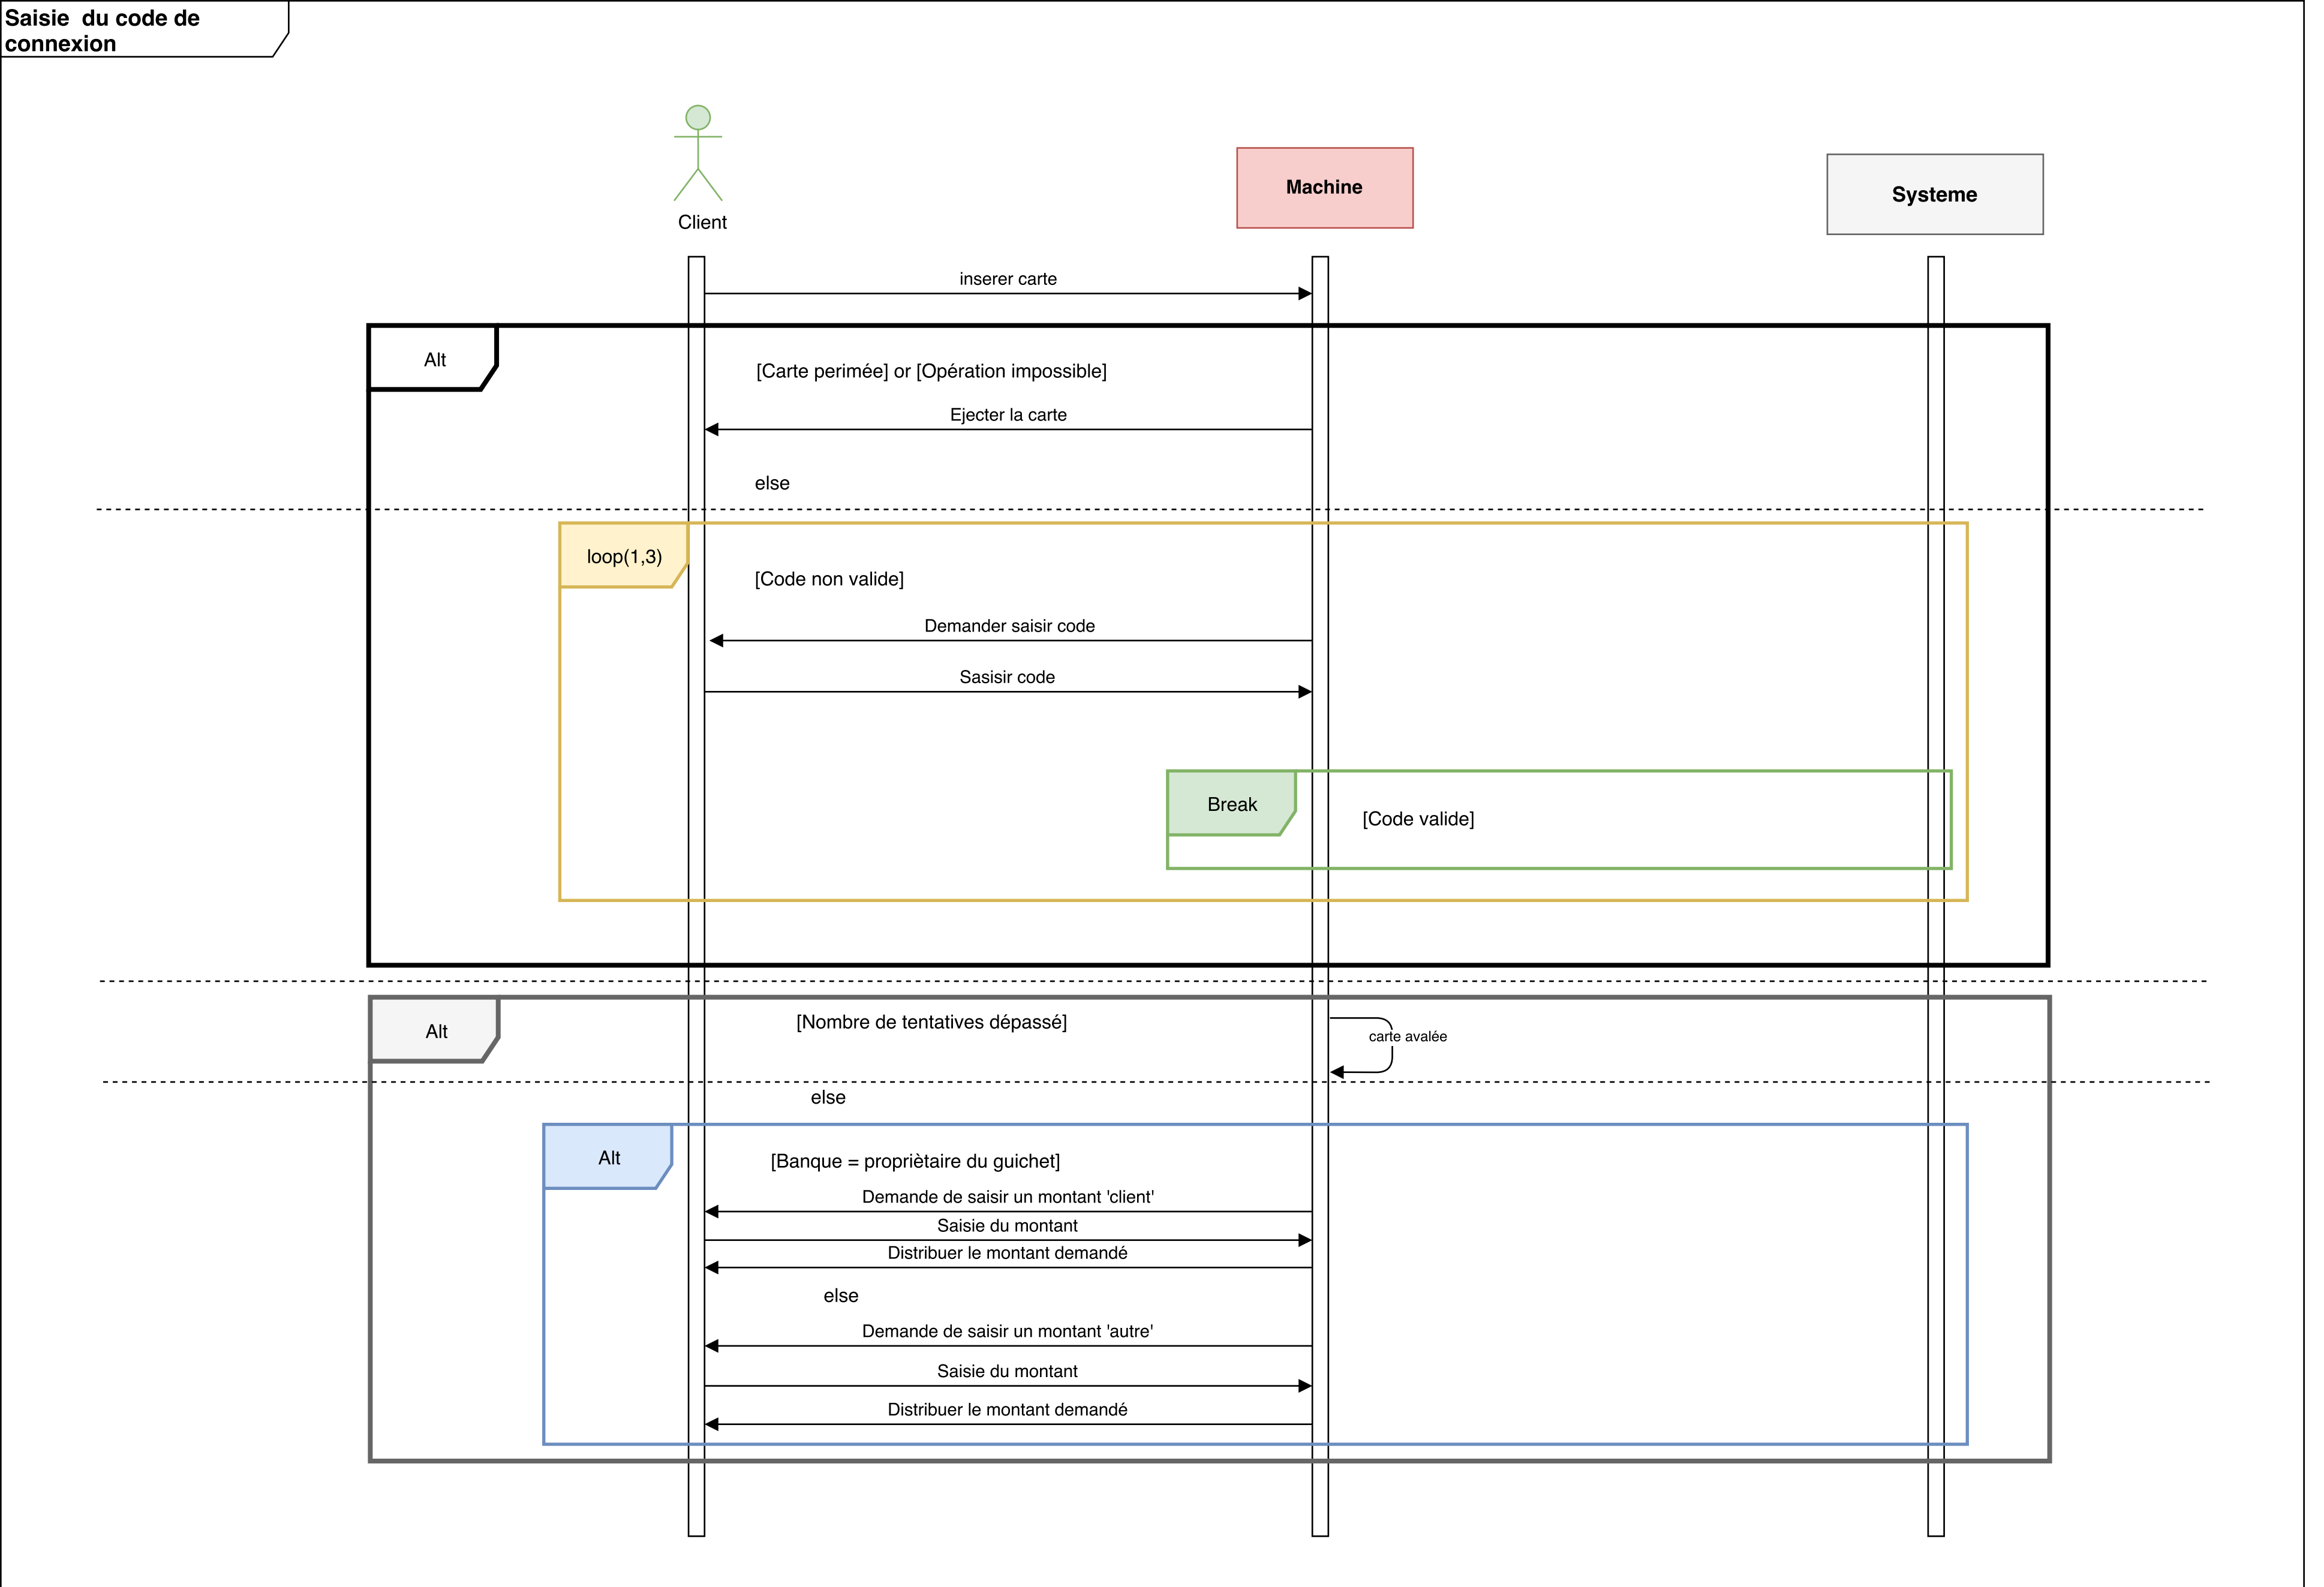 Saisie  du code de
connexion
Client
Machine
Systeme
inserer carte
Alt
[Carte perimée] or [Opération impossible]
Ejecter la carte
else
loop(1,3)
[Code non valide]
Demander saisir code
Sasisir code
Break
[Code valide]
Alt
[Nombre de tentatives dépassé]
carte avalée
else
Alt
[Banque = propriètaire du guichet]
Demande de saisir un montant 'client'
Saisie du montant
Distribuer le montant demandé
else
Demande de saisir un montant 'autre'
Saisie du montant
Distribuer le montant demandé